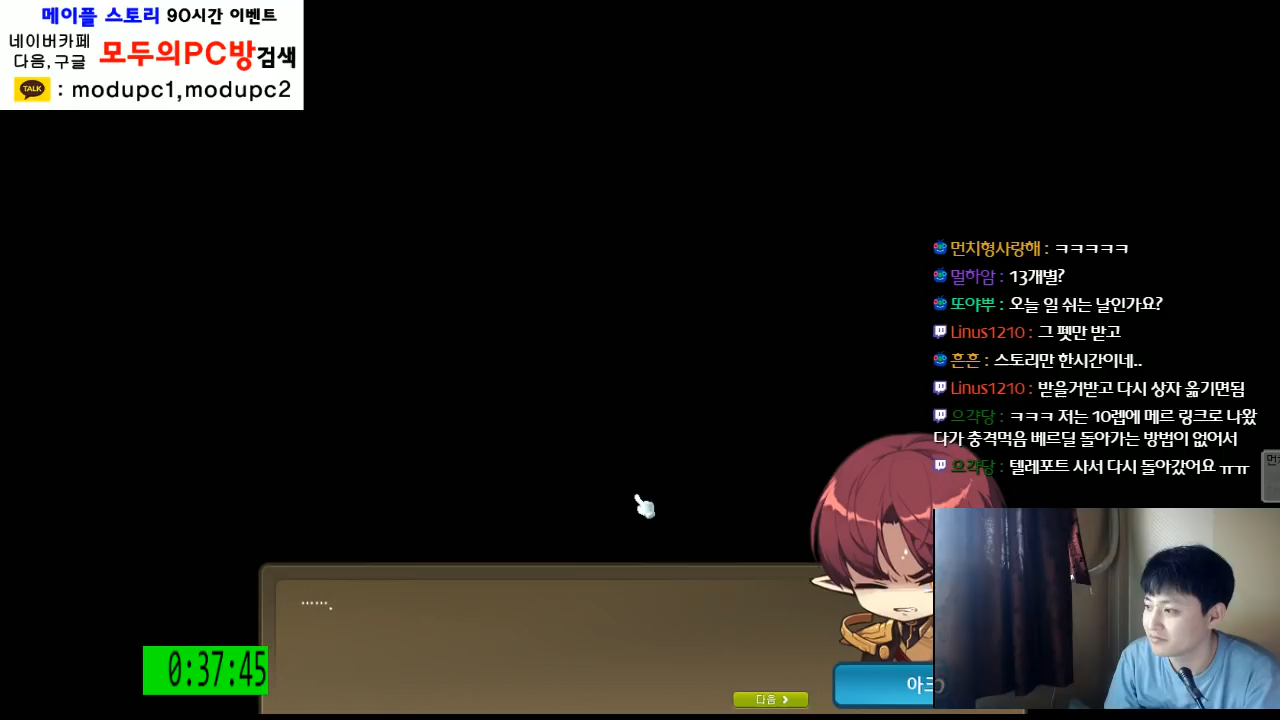 메이플 스토리 90시간 이벤트
네이버카페
다음,구글
모두의PC방검색
TALK : modupc1,modupc2
먼치형사랑해 : ㅋㅋㅋㅋㅋ
멀하암 : 13개별?
또야뿌 : 오늘 일 쉬는 날인가요?
Linus1210 : 그 펫만 받고
흔흔 : 스토리만 한시간이네..
Linus1210 : 받을거받고 다시 상자 옮기면됨
으갹당 : ㅋㅋㅋ 저는 10렙에 메르 링크로 나왔
다가 충격먹음 베르딜 돌아가는 방법이 없어서
으갹당 : 텔레포트 사서 다시 돌아갔어요 ㅠㅠ
…….
0:37:45
다음
아크